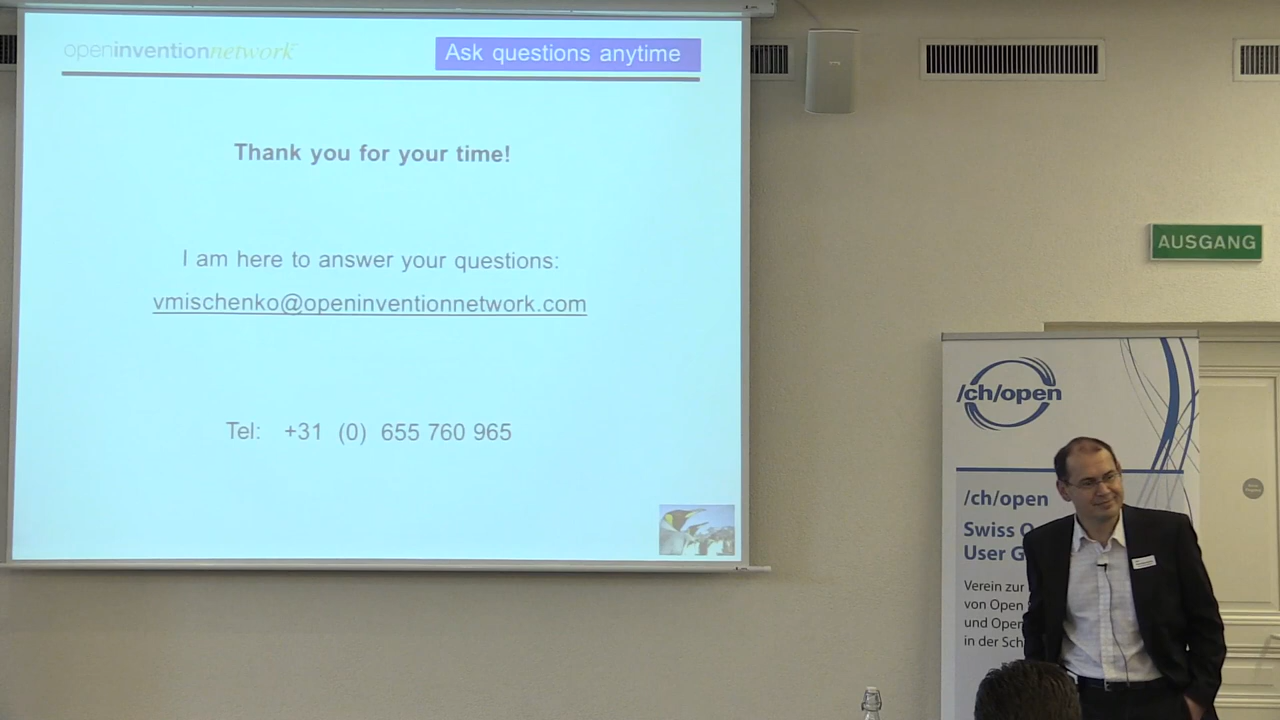 openinventionnetwork
Ask questions anytime
Thank you for your time!
I am here to answer your questions:
vmischenko@openinventionnetwork.com
Tel: +31 (0) 655 760 965
AUSGANG
/ch/open
/ch/open
Swiss
User
Verein zur
von Open
und Open
in der